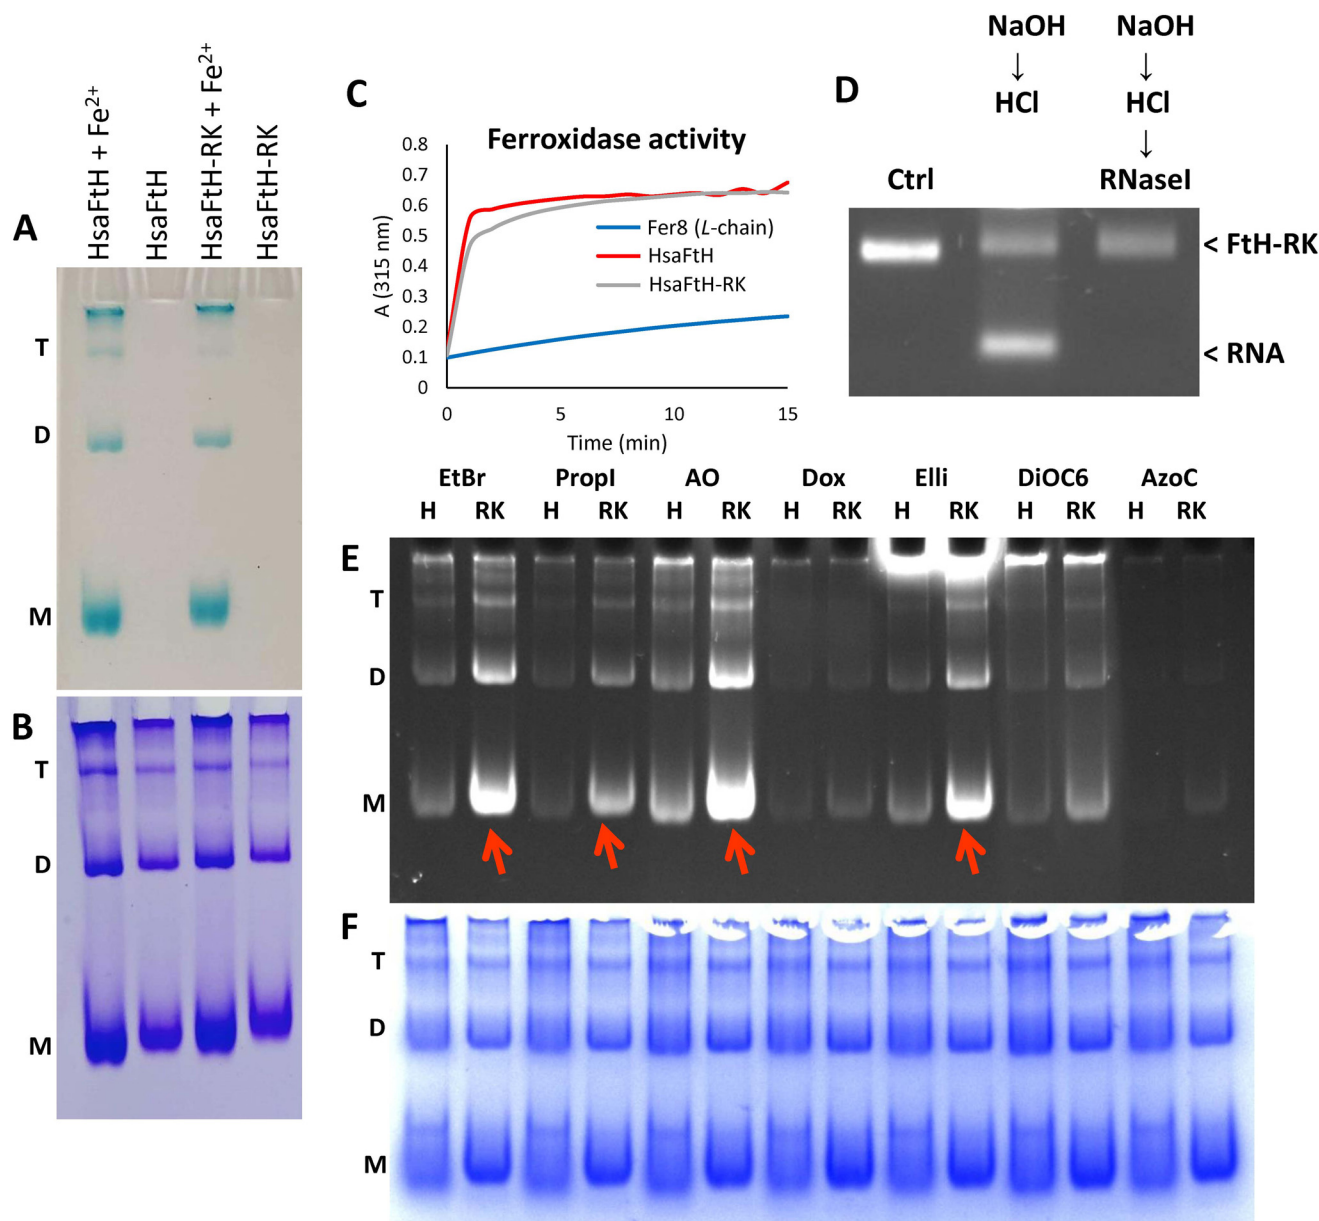 A
HsaFtH + Fe²⁺
HsaFtH
HsaFtH-RK + Fe²⁺
HsaFtH-RK
T
D
M
B
T
D
M
C
Ferroxidase activity
A (315 nm)
0.8
0.7
0.6
0.5
0.4
0.3
0.2
0.1
0
Fer8 (L-chain)
HsaFtH
HsaFtH-RK
0 5 10 15
Time (min)
D
NaOH NaOH
↓ ↓
HCl HCl
↓
Ctrl RNaseI
< FtH-RK
< RNA
EtBr PropI AO Dox Elli DiOC6 AzoC
H RK H RK H RK H RK H RK H RK H RK
E
T
D
M
F
T
D
M